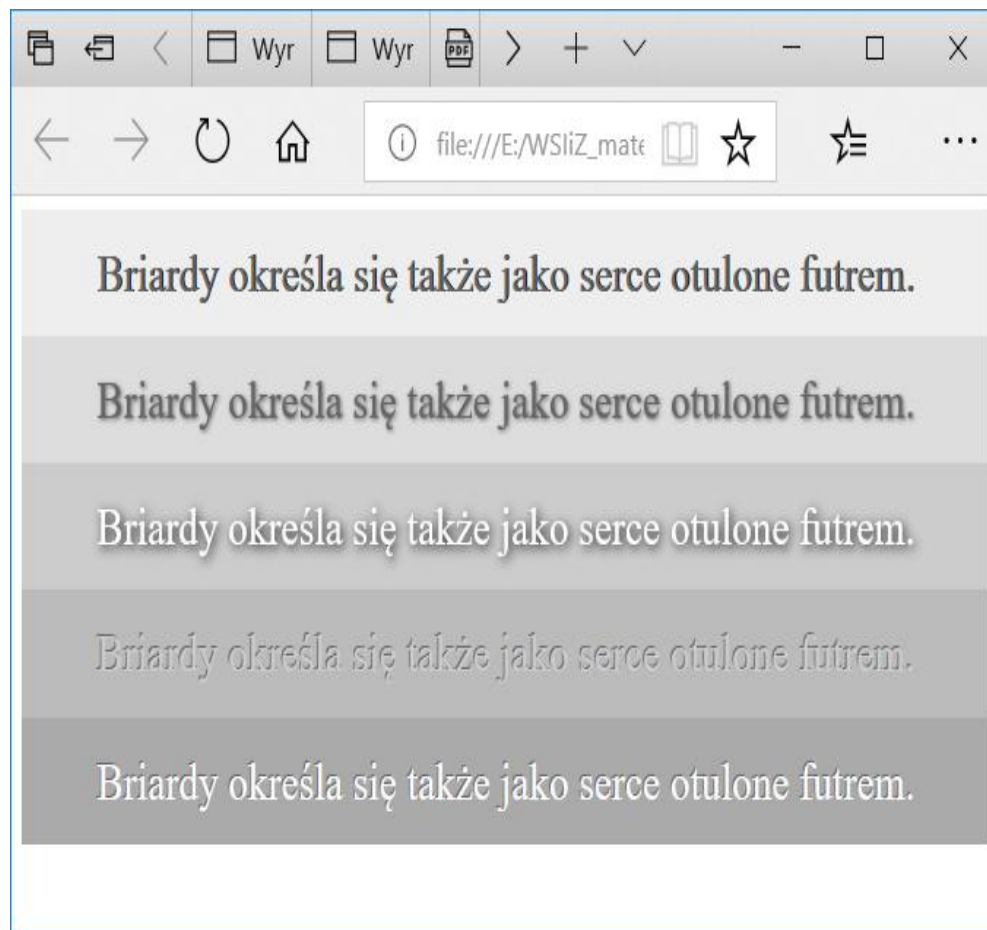 Wyr Wyr PDF
file:///E:/WSIiZ_mate
Briardy określa się także jako serce otulone futrem.
Briardy określa się także jako serce otulone futrem.
Briardy określa się także jako serce otulone futrem.
Briardy określa się także jako serce otulone futrem.
Briardy określa się także jako serce otulone futrem.